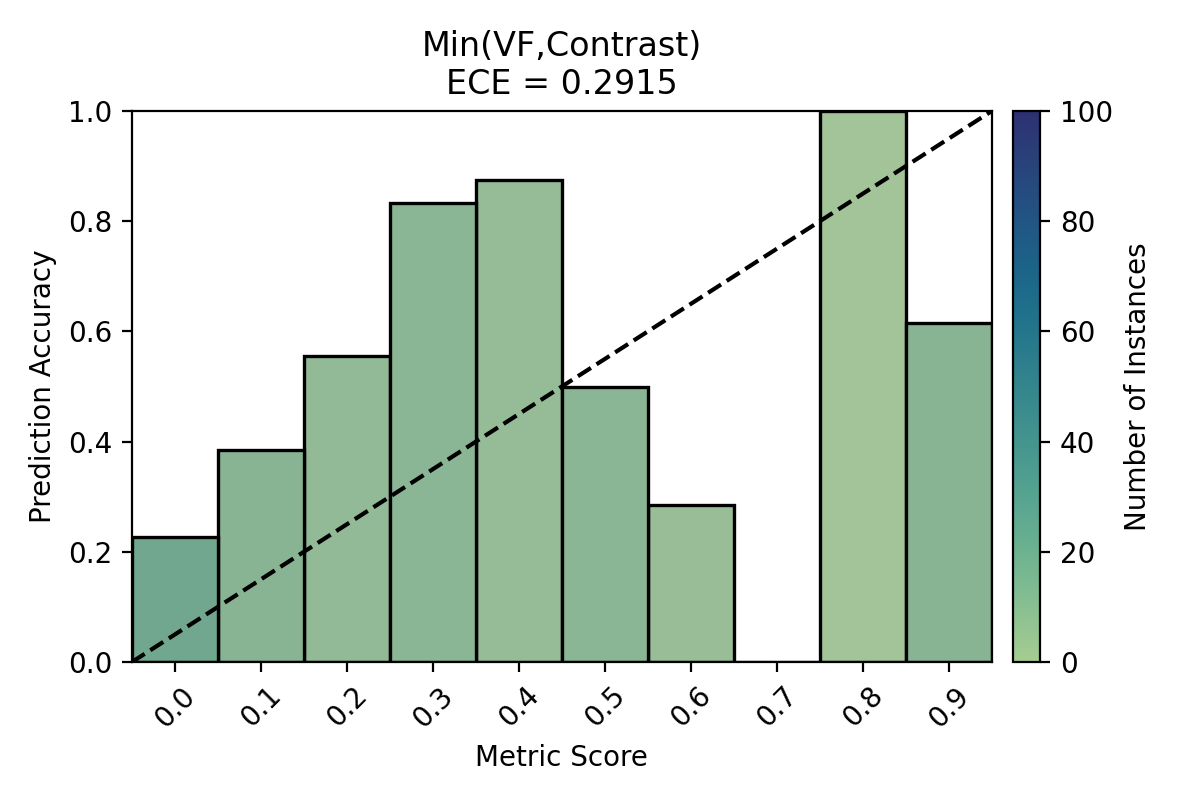 Min(VF,Contrast)
ECE = 0.2915
1.0
0.8
0.6
0.4
0.2
0.0
Prediction Accuracy
0.0 0.1 0.2 0.3 0.4 0.5 0.6 0.7 0.8 0.9
Metric Score
100
80
60
40
20
0
Number of Instances